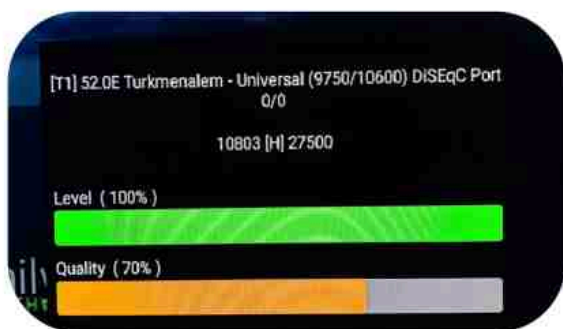 [T1] 52.0E Turkmenalem - Universal (9750/10600) DiSEqC Port
0/0
10803 [H] 27500
Level (100%)
Quality (70%)